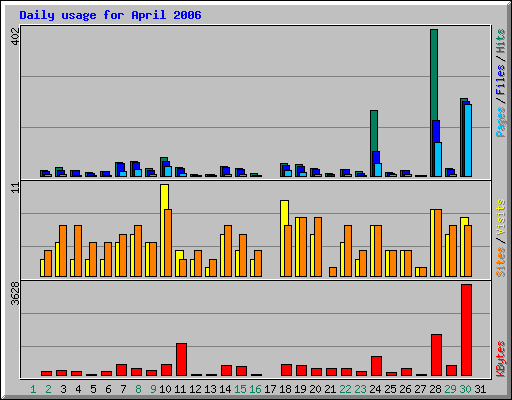 Daily usage for April 2006
402
Pages / Files / Hits
11
Sites / Visits
3628
KBytes
1 2 3 4 5 6 7 8 9 10 11 12 13 14 15 16 17 18 19 20 21 22 23 24 25 26 27 28 29 30 31